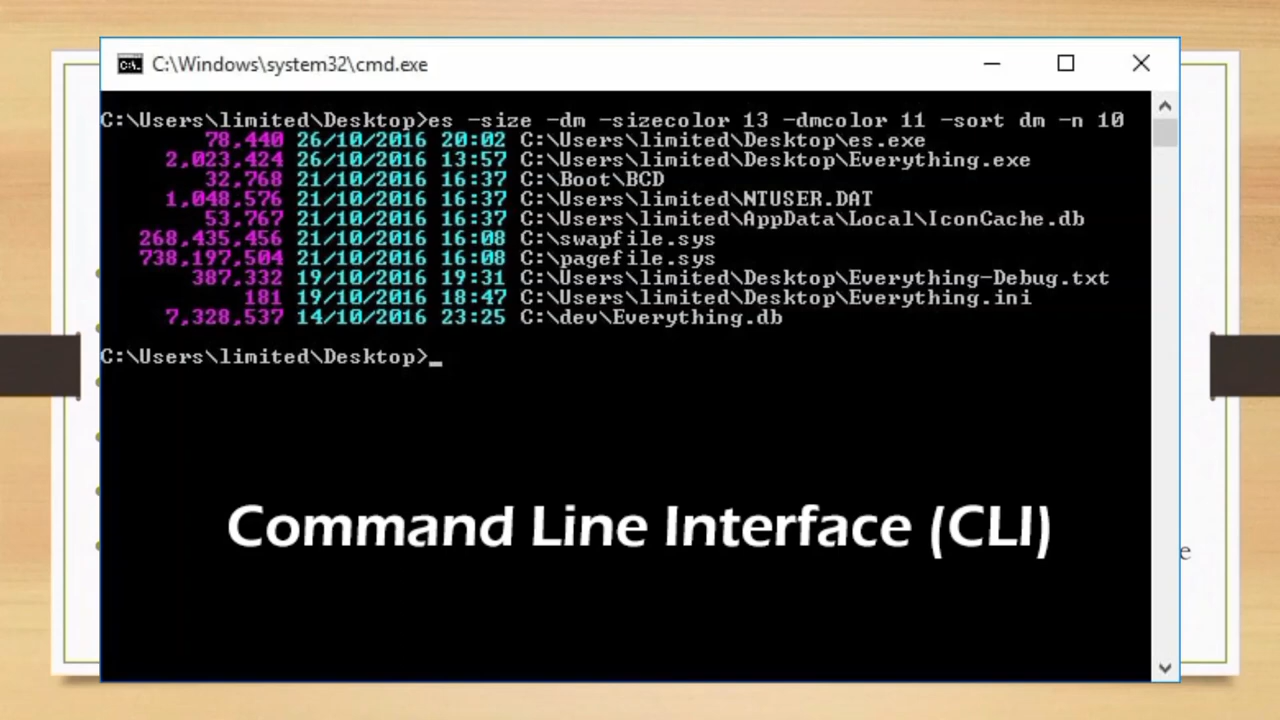 C:\Windows\system32\cmd.exe
C:\Users\limited\Desktop>es -size -dm -sizecolor 13 -dmcolor 11 -sort dm -n 10
78,440 26/10/2016 20:02 C:\Users\limited\Desktop\es.exe
2,023,424 26/10/2016 13:57 C:\Users\limited\Desktop\Everything.exe
32,768 21/10/2016 16:37 C:\Boot\BCD
1,048,576 21/10/2016 16:37 C:\Users\limited\NTUSER.DAT
53,767 21/10/2016 16:37 C:\Users\limited\AppData\Local\IconCache.db
268,435,456 21/10/2016 16:08 C:\swapfile.sys
738,197,504 21/10/2016 16:08 C:\pagefile.sys
387,332 19/10/2016 19:31 C:\Users\limited\Desktop\Everything-Debug.txt
181 19/10/2016 18:47 C:\Users\limited\Desktop\Everything.ini
7,328,537 14/10/2016 23:25 C:\dev\Everything.db
C:\Users\limited\Desktop>_
Command Line Interface (CLI)